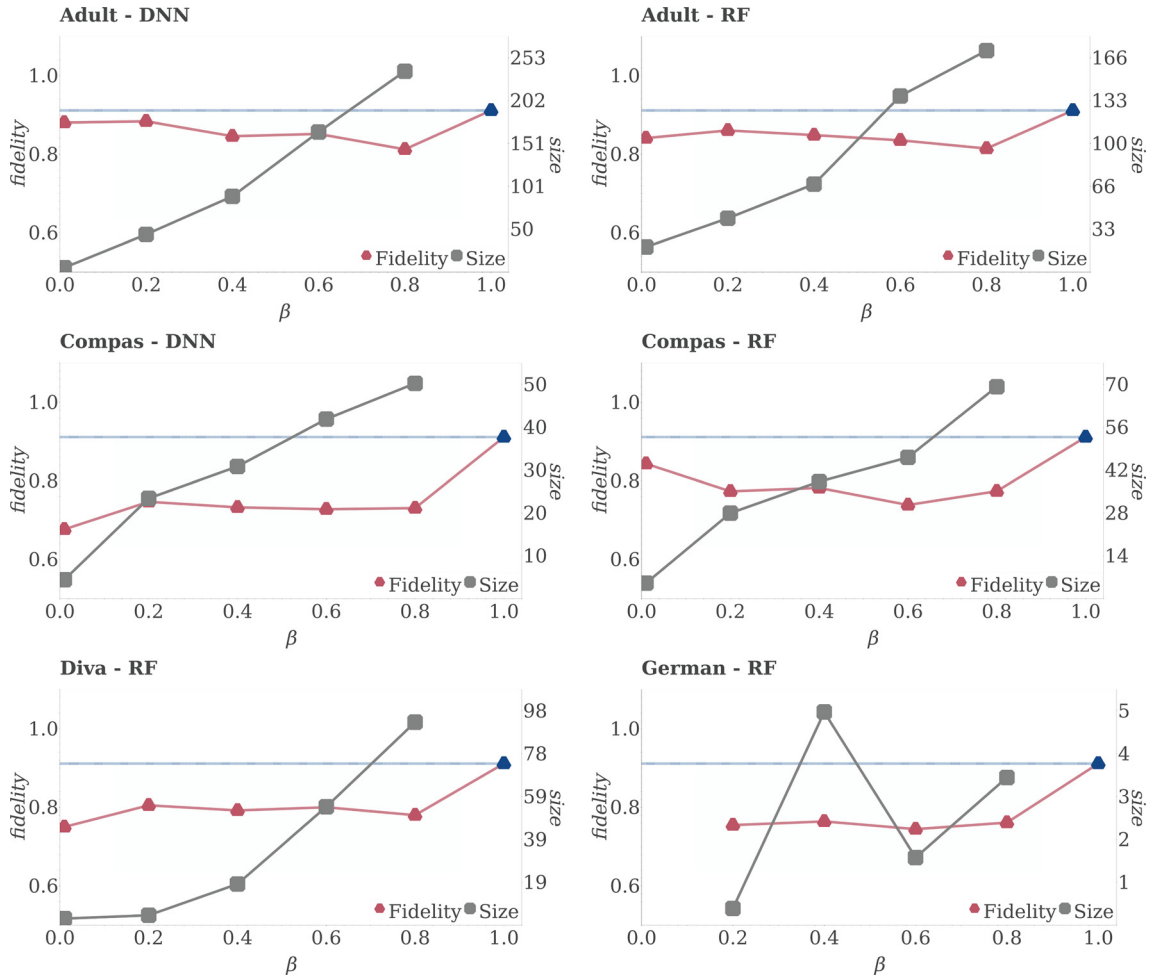 Adult - DNN
1.0
0.8
0.6
fidelity
253
202
151
101
50
size
Fidelity Size
0.0 0.2 0.4 0.6 0.8 1.0
β
Adult - RF
1.0
0.8
0.6
fidelity
166
133
100
66
33
size
Fidelity Size
0.0 0.2 0.4 0.6 0.8 1.0
β
Compas - DNN
1.0
0.8
0.6
fidelity
50
40
30
20
10
size
Fidelity Size
0.0 0.2 0.4 0.6 0.8 1.0
β
Compas - RF
1.0
0.8
0.6
fidelity
70
56
42
28
14
size
Fidelity Size
0.0 0.2 0.4 0.6 0.8 1.0
β
Diva - RF
1.0
0.8
0.6
fidelity
98
78
59
39
19
size
Fidelity Size
0.0 0.2 0.4 0.6 0.8 1.0
β
German - RF
1.0
0.8
0.6
fidelity
5
4
3
2
1
size
Fidelity Size
0.2 0.4 0.6 0.8 1.0
β